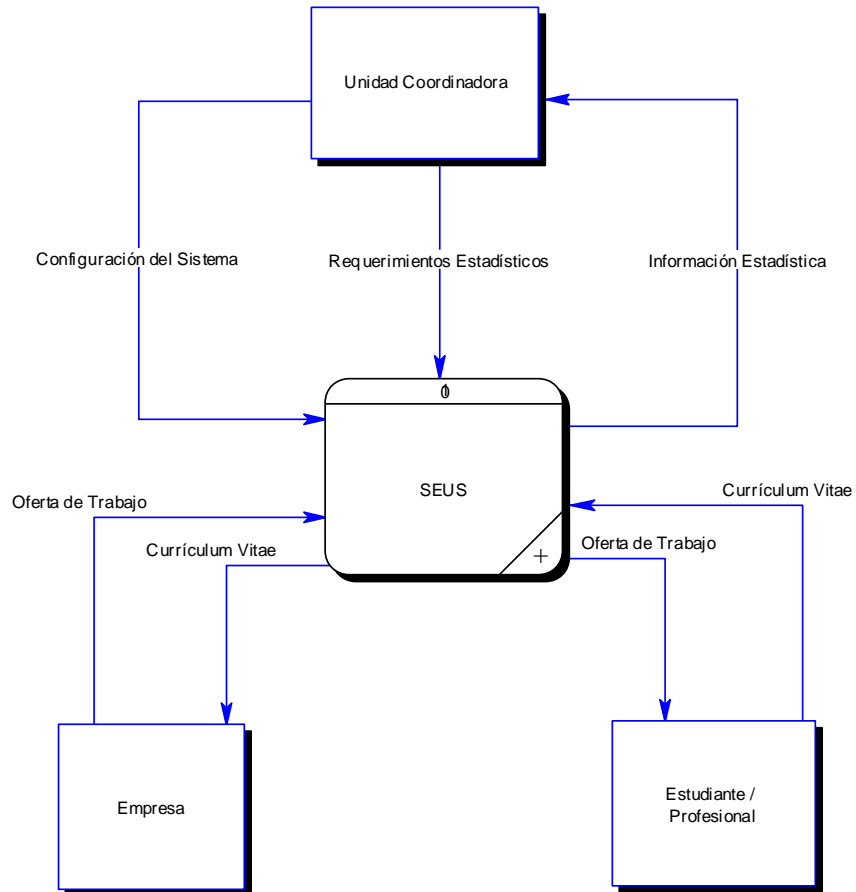 Unidad Coordinadora
Configuración del Sistema
Requerimientos Estadísticos
Información Estadística
SEUS
+
Oferta de Trabajo
Currículum Vitae
Currículum Vitae
Oferta de Trabajo
Empresa
Estudiante /
Profesional